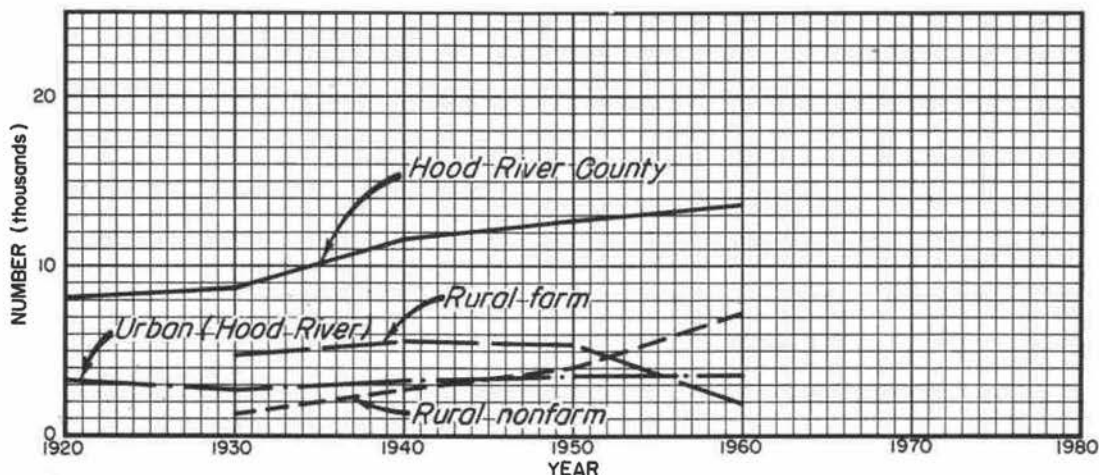 20
10
0
NUMBER (thousands)
Hood River County
Rural farm
Urban (Hood River)
Rural nonfarm
1920 1930 1940 1950 1960 1970 1980
YEAR